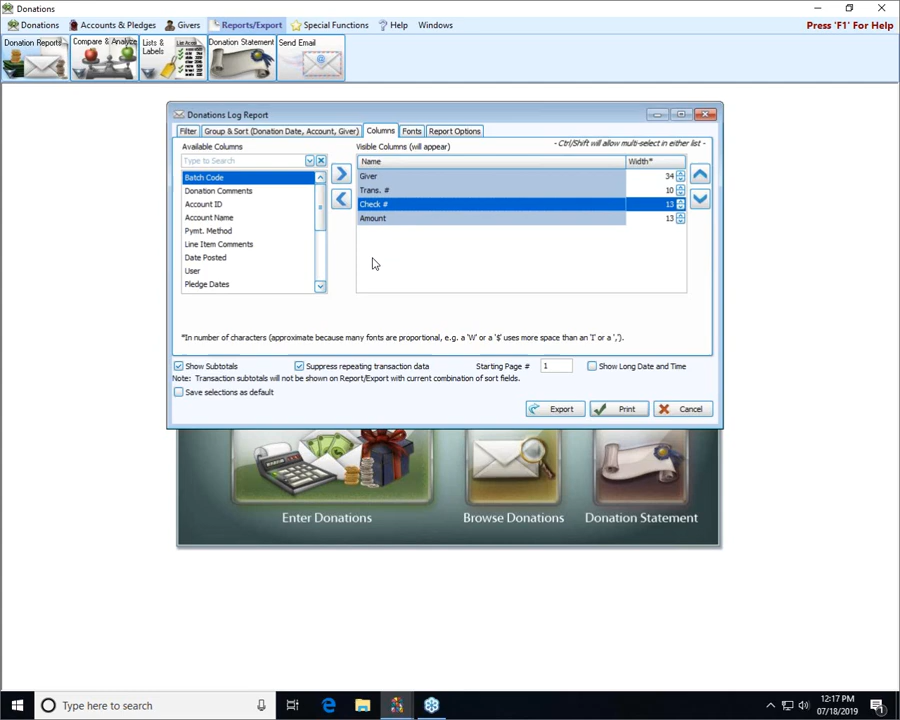 Donations
Donations Accounts & Pledges Givers Reports/Export Special Functions Help Windows Press 'F1' For Help
Donation Reports Compare & Analyze Lists & Labels Donation Statement Send Email
Donations Log Report
Filter Group & Sort (Donation Date, Account, Giver) Columns Fonts Report Options
- Ctrl/Shift will allow multi-select in either list -
Available Columns Visible Columns (will appear)
Type to Search Name Width*
Batch Code Giver 34
Donation Comments Trans. # 10
Account ID Check # 13
Account Name Amount 13
Pymt. Method
Line Item Comments
Date Posted
User
Pledge Dates
*In number of characters (approximate because many fonts are proportional, e.g. a 'W' or a '$' uses more space than an 'I' or a ',').
Show Subtotals Suppress repeating transaction data Starting Page # 1 Show Long Date and Time
Note: Transaction subtotals will not be shown on Report/Export with current combination of sort fields.
Save selections as default
Export Print Cancel
Enter Donations Browse Donations Donation Statement
Type here to search
12:17 PM
07/18/2019
1